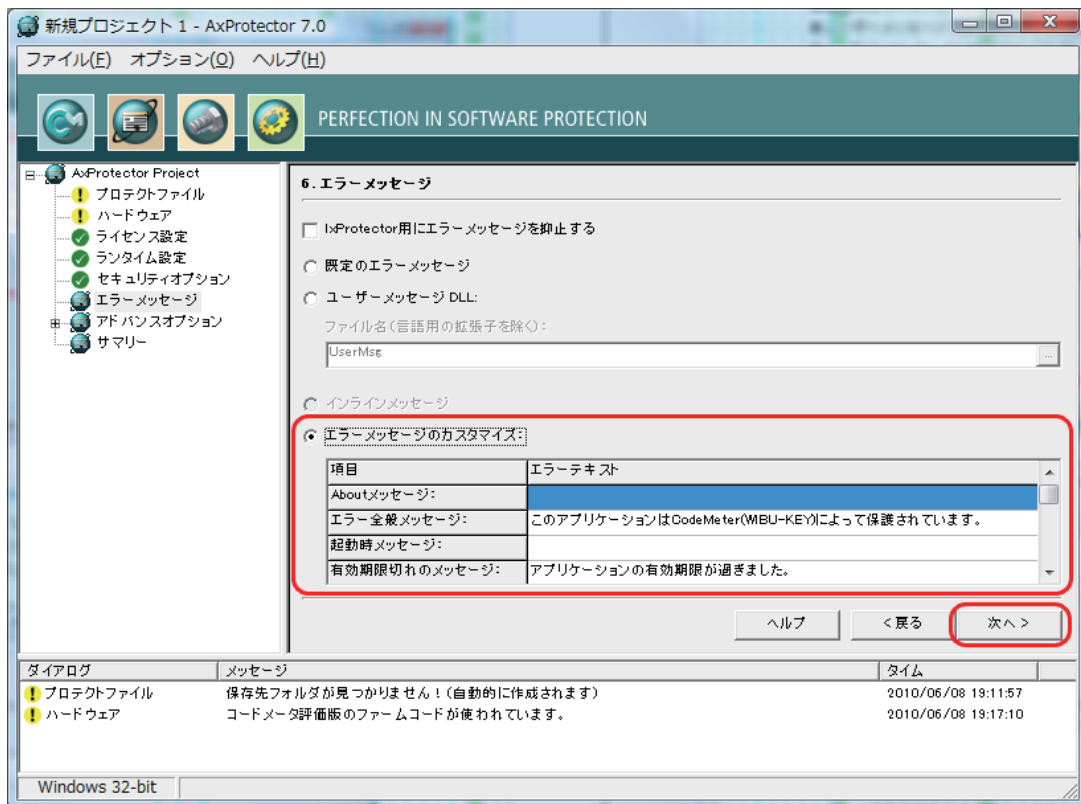 新規プロジェクト 1 - AxProtector 7.0
ファイル(F) オプション(O) ヘルプ(H)
PERFECTION IN SOFTWARE PROTECTION
AxProtector Project
プロテクトファイル
ハードウェア
ライセンス設定
ランタイム設定
セキュリティオプション
エラーメッセージ
アドバンスオプション
サマリー
6.エラーメッセージ
IxProtector用にエラーメッセージを抑止する
既定のエラーメッセージ
ユーザーメッセージ DLL:
ファイル名(言語用の拡張子を除く):
UserMsg
...
インラインメッセージ
エラーメッセージのカスタマイズ:
項目 エラーテキスト
Aboutメッセージ:
エラー全般メッセージ: このアプリケーションはCodeMeter(WIBU-KEY)によって保護されています。
起動時メッセージ:
有効期限切れのメッセージ: アプリケーションの有効期限が過ぎました。
ヘルプ <戻る 次へ>
ダイアログ メッセージ タイム
プロテクトファイル 保存先フォルダが見つかりません！(自動的に作成されます) 2010/06/08 19:11:57
ハードウェア コードメータ評価版のファームコードが使われています。 2010/06/08 19:17:10
Windows 32-bit